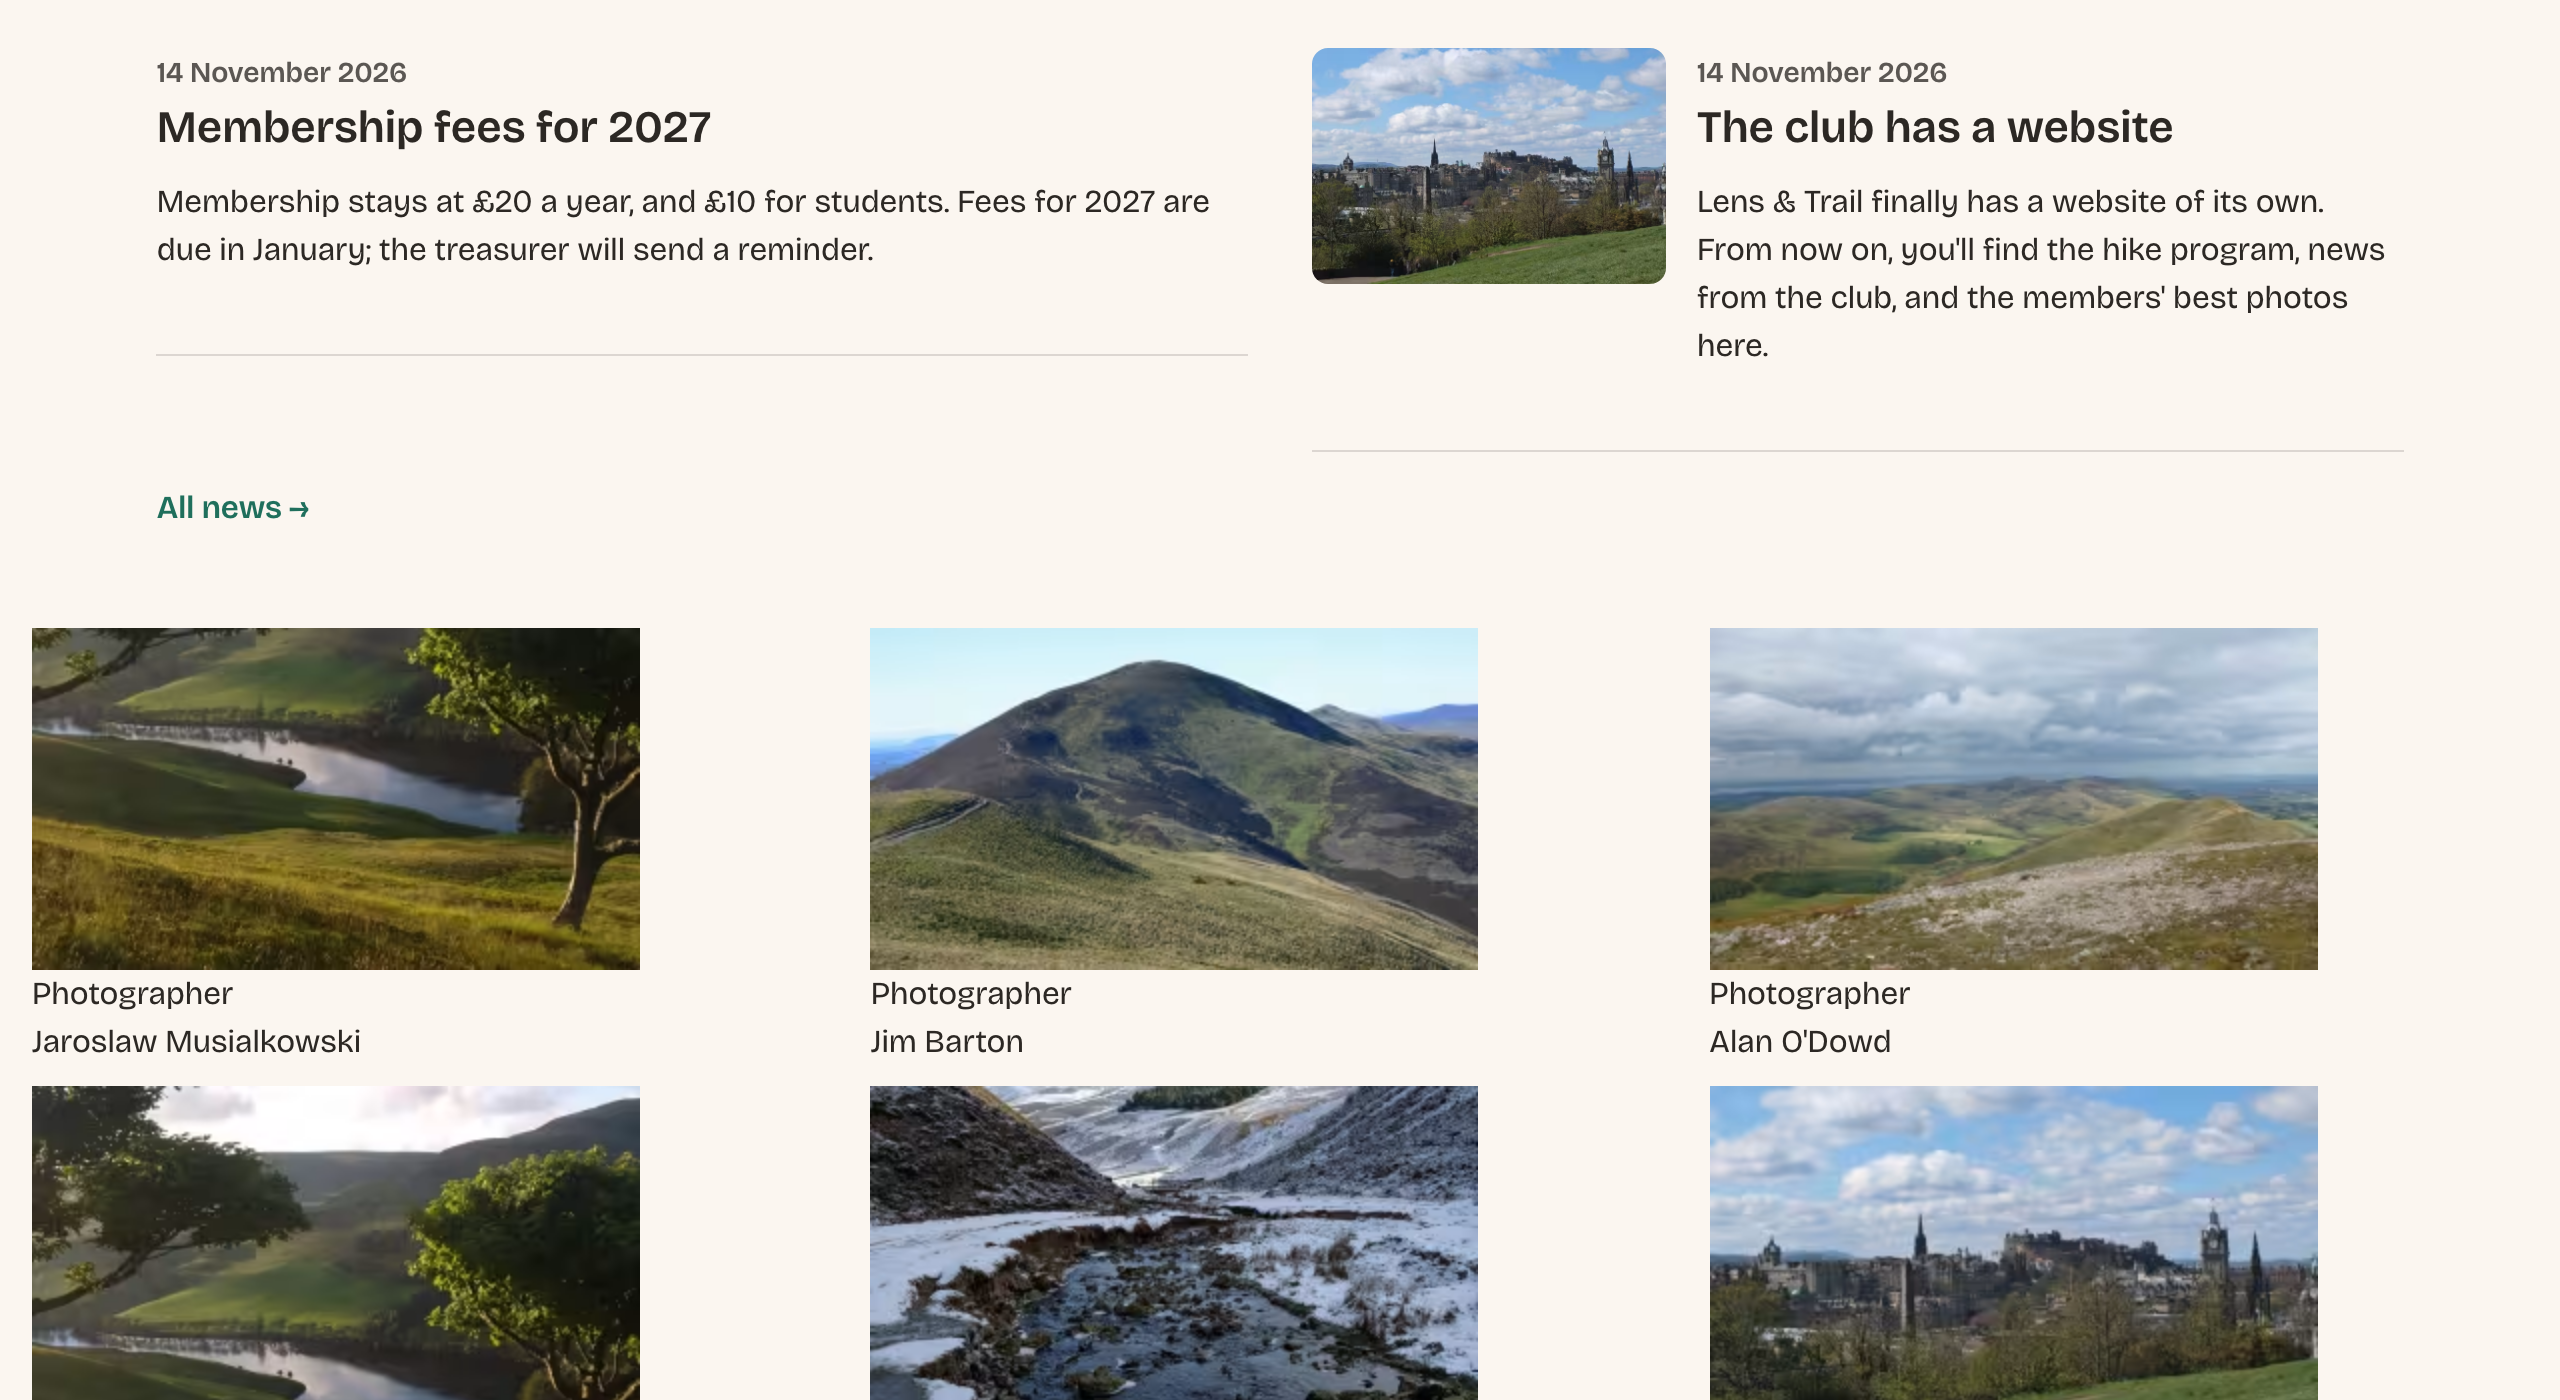 14 November 2026
Membership fees for 2027
Membership stays at £20 a year, and £10 for students. Fees for 2027 are
due in January; the treasurer will send a reminder.
14 November 2026
The club has a website
Lens & Trail finally has a website of its own.
From now on, you'll find the hike program, news
from the club, and the members' best photos
here.
All news →
Photographer
Jaroslaw Musialkowski
Photographer
Jim Barton
Photographer
Alan O'Dowd